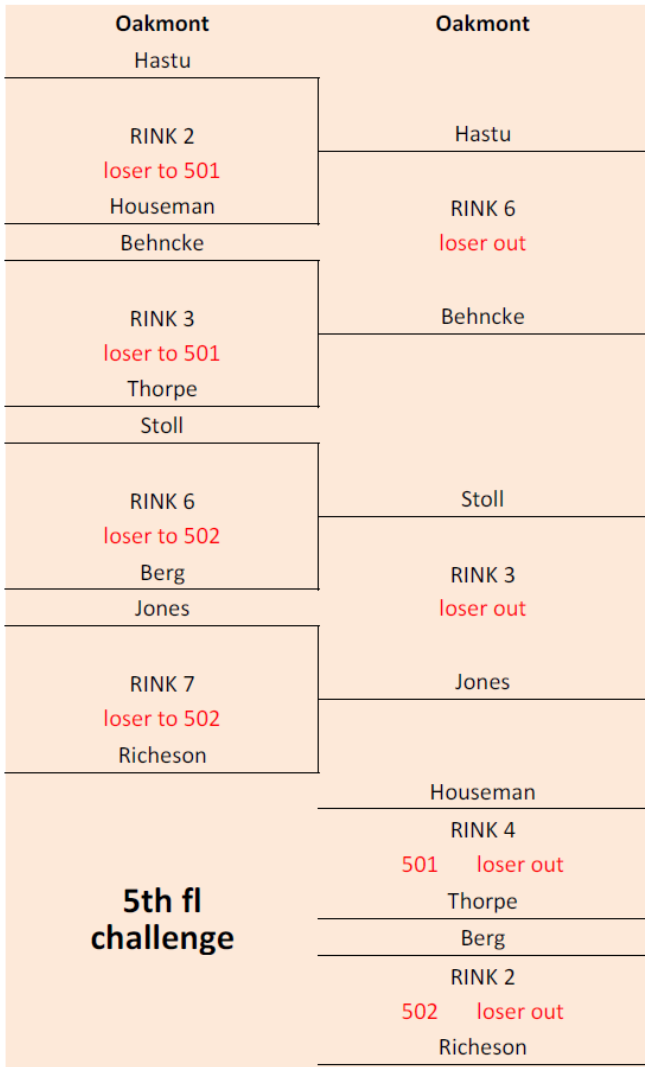 Oakmont
Hastu
RINK 2
loser to 501
Houseman
Behncke
RINK 3
loser to 501
Thorpe
Stoll
RINK 6
loser to 502
Berg
Jones
RINK 7
loser to 502
Richeson
5th fl
challenge
Oakmont
Hastu
RINK 6
loser out
Behncke
Stoll
RINK 3
loser out
Jones
Houseman
RINK 4
501 loser out
Thorpe
Berg
RINK 2
502 loser out
Richeson